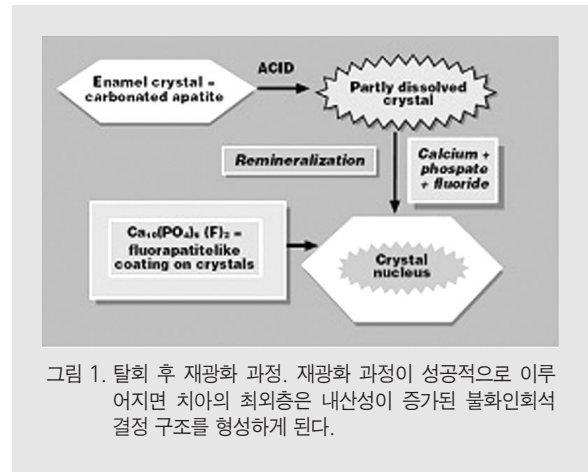 ACID
Enamel crystal =
carbonated apatite
Partly dissolved
crystal
Remineralization
Calcium +
phospate
+ fluoride
Ca₁₀(PO₄)₆ (F)₂ =
fluorapatitelike
coating on crystals
Crystal
nucleus
그림 1. 탈회 후 재광화 과정. 재광화 과정이 성공적으로 이루
어지면 치아의 최외층은 내산성이 증가된 불화인회석
결정 구조를 형성하게 된다.